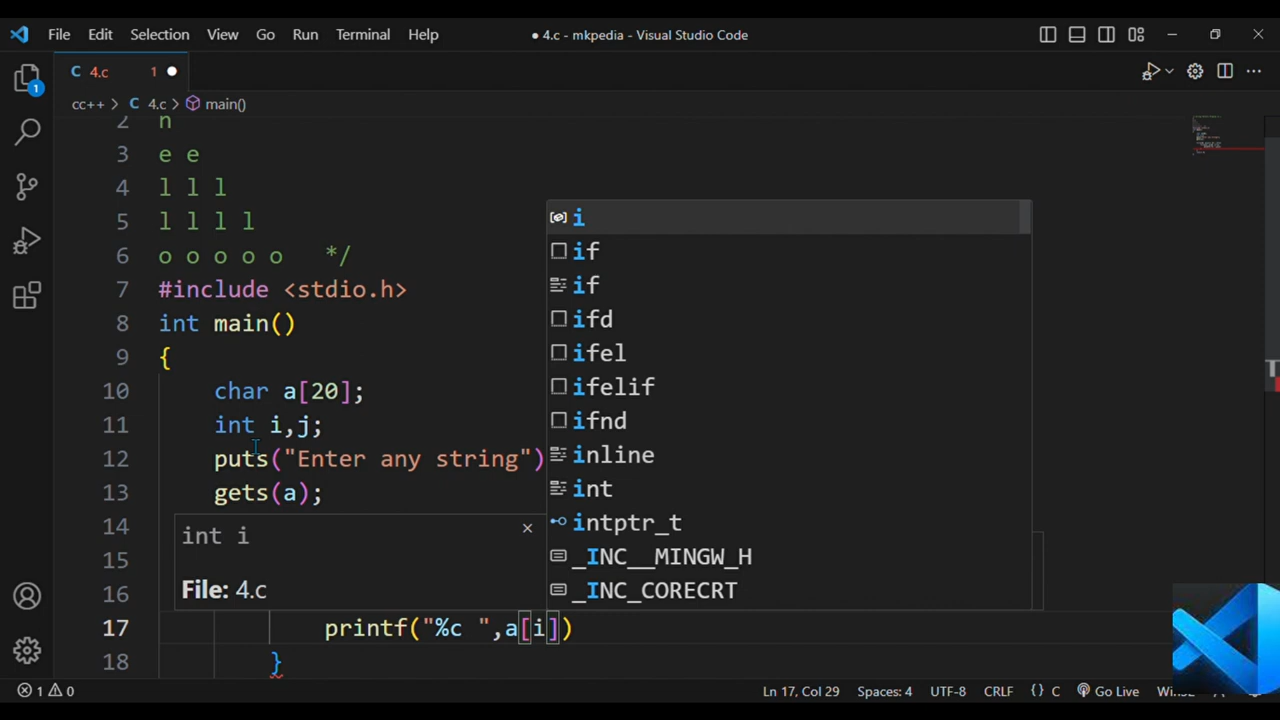 File Edit Selection View Go Run Terminal Help ● 4.c - mkpedia - Visual Studio Code
C 4.c 1
cc++ > C 4.c > main()
2 n
3 e e
4 l l l
5 l l l l
6 o o o o o */
7 #include <stdio.h>
8 int main()
9 {
10 char a[20];
11 int i,j;
12 puts("Enter any string")
13 gets(a);
14
15
16
17 printf("%c ",a[i])
18 }
i
if
if
ifd
ifel
ifelif
ifnd
inline
int
intptr_t
_INC__MINGW_H
_INC_CORECRT
int i
File: 4.c
1
1 0 Ln 17, Col 29 Spaces: 4 UTF-8 CRLF {} C Go Live